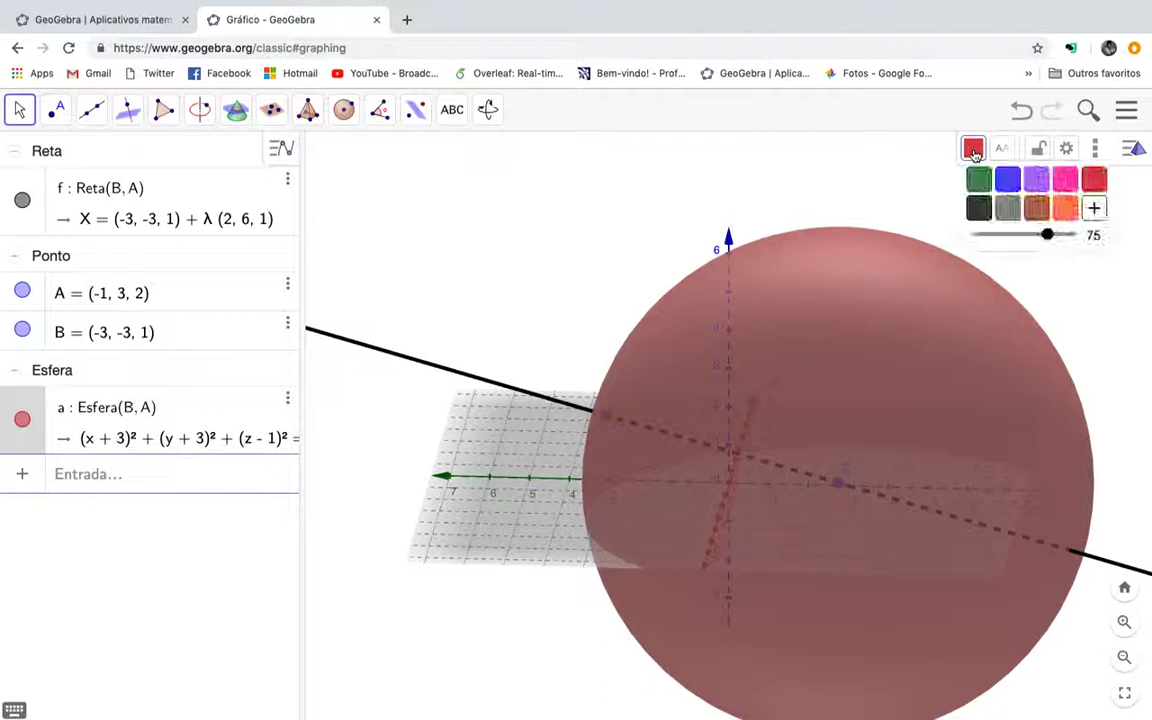 GeoGebra | Aplicativos matem
Gráfico - GeoGebra
https://www.geogebra.org/classic#graphing
Apps
Gmail
Twitter
Facebook
Hotmail
YouTube - Broadc...
Overleaf: Real-tim...
Bem-vindo! - Prof...
GeoGebra | Aplica...
Fotos - Google Fo...
Outros favoritos
ABC
Reta
f : Reta(B, A)
→ X = (-3, -3, 1) + λ (2, 6, 1)
Ponto
A = (-1, 3, 2)
B = (-3, -3, 1)
Esfera
a : Esfera(B, A)
→ (x + 3)² + (y + 3)² + (z - 1)² =
Entrada...
AA
75
6
7
6
5
4